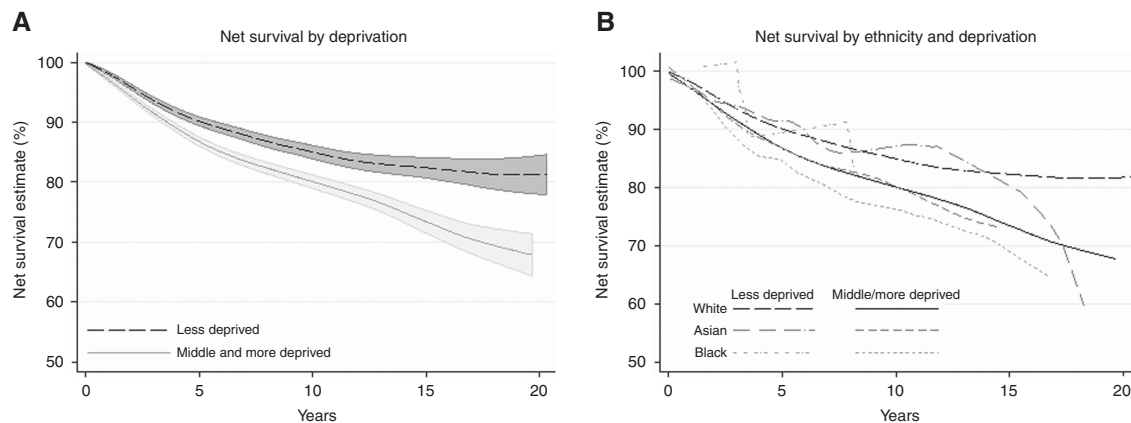 A
Net survival by deprivation
Net survival estimate (%)
100
90
80
70
60
50
Less deprived
Middle and more deprived
0 5 10 15 20
Years
B
Net survival by ethnicity and deprivation
Net survival estimate (%)
100
90
80
70
60
50
Less deprived Middle/more deprived
White
Asian
Black
0 5 10 15 20
Years